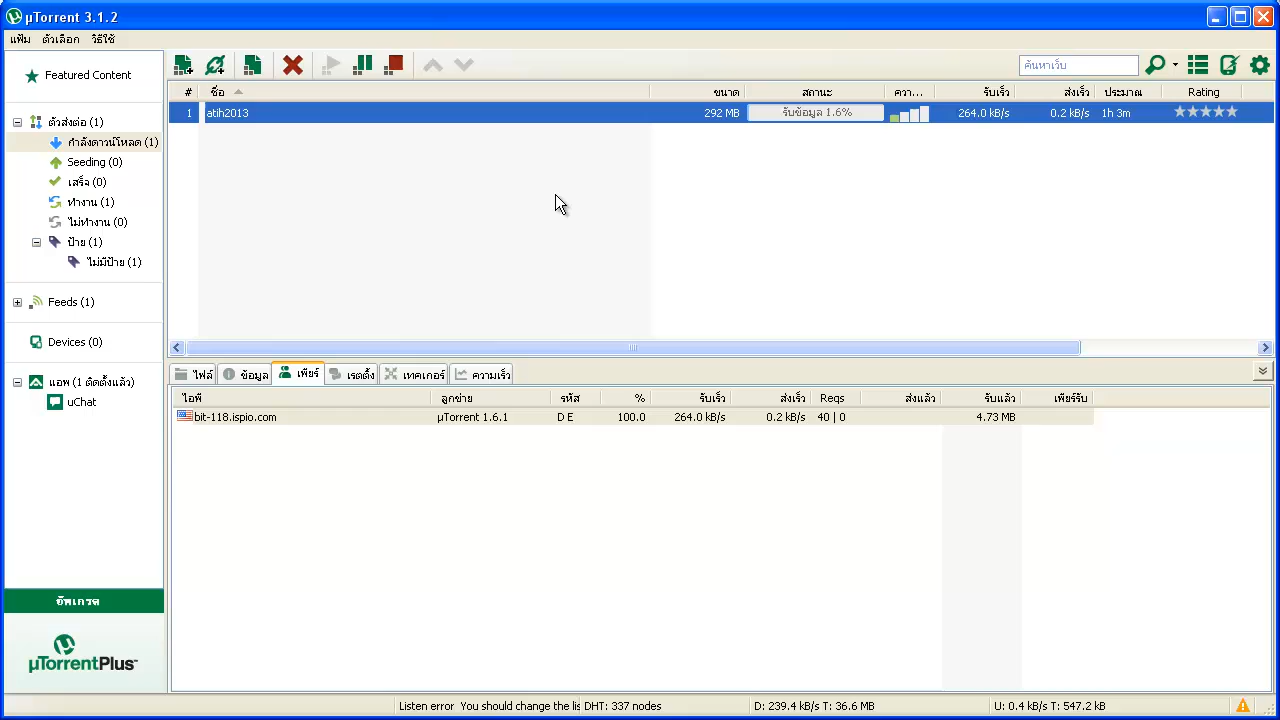 µTorrent 3.1.2
แฟ้ม ตัวเลือก วิธีใช้
Featured Content
ค้นหาเว็บ
# ชื่อ ขนาด สถานะ ควา... รับเร็ว ส่งเร็ว ประมาณ Rating
1 atih2013 292 MB รับข้อมูล 1.6% 264.0 kB/s 0.2 kB/s 1h 3m
ตัวส่งต่อ (1)
กำลังดาวน์โหลด (1)
Seeding (0)
เสร็จ (0)
ทำงาน (1)
ไม่ทำงาน (0)
ป้าย (1)
ไม่มีป้าย (1)
Feeds (1)
Devices (0)
แอพ (1 ติดตั้งแล้ว)
uChat
ไฟล์ ข้อมูล เพียร์ เรตติ้ง เทคเกอร์ ความเร็ว
ไอพี ลูกข่าย รหัส % รับเร็ว ส่งเร็ว Reqs ส่งแล้ว รับแล้ว เพียร์รับ
bit-118.ispio.com µTorrent 1.6.1 D E 100.0 264.0 kB/s 0.2 kB/s 40 | 0 4.73 MB
อัพเกรด
µTorrentPlus
Listen error You should change the lis DHT: 337 nodes D: 239.4 kB/s T: 36.6 MB U: 0.4 kB/s T: 547.2 kB